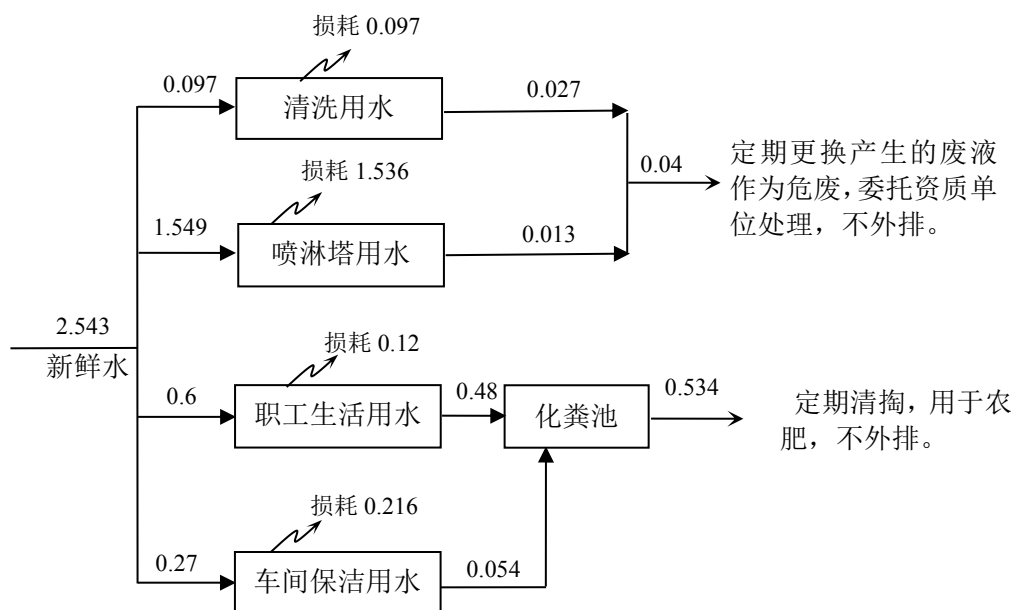 损耗 0.097
0.097
清洗用水
0.027
损耗 1.536
1.549
喷淋塔用水
0.013
0.04
定期更换产生的废液
作为危废，委托资质单
位处理，不外排。
2.543
新鲜水
损耗 0.12
0.6
职工生活用水
0.48
化粪池
0.534
定期清掏，用于农
肥，不外排。
损耗 0.216
0.27
车间保洁用水
0.054